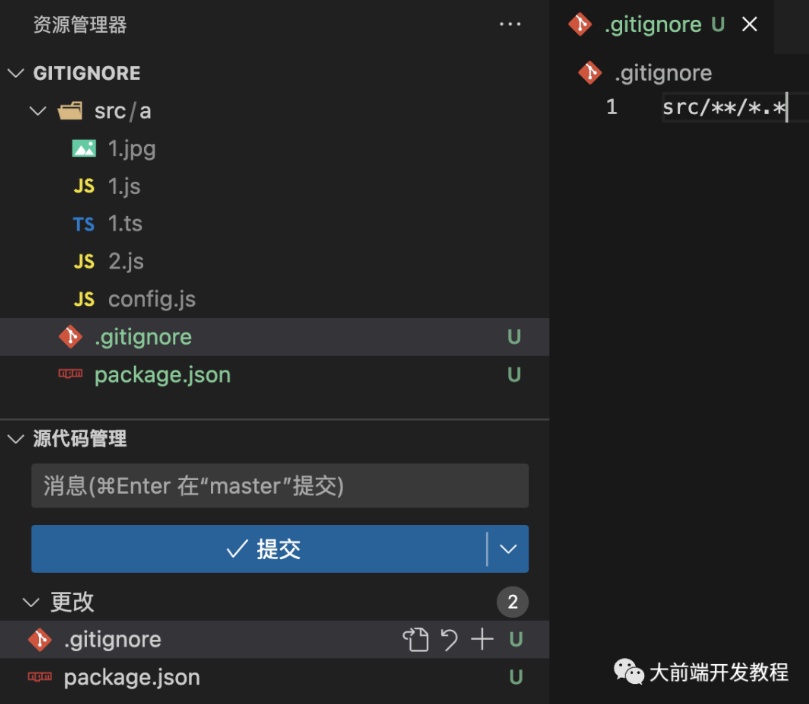 资源管理器
GITIGNORE
src/a
1.jpg
JS 1.js
TS 1.ts
JS 2.js
JS config.js
.gitignore U
package.json U
源代码管理
消息(⌘Enter 在“master”提交)
提交
更改 2
.gitignore U
package.json U
.gitignore U
.gitignore
1 src/**/*.*
大前端开发教程